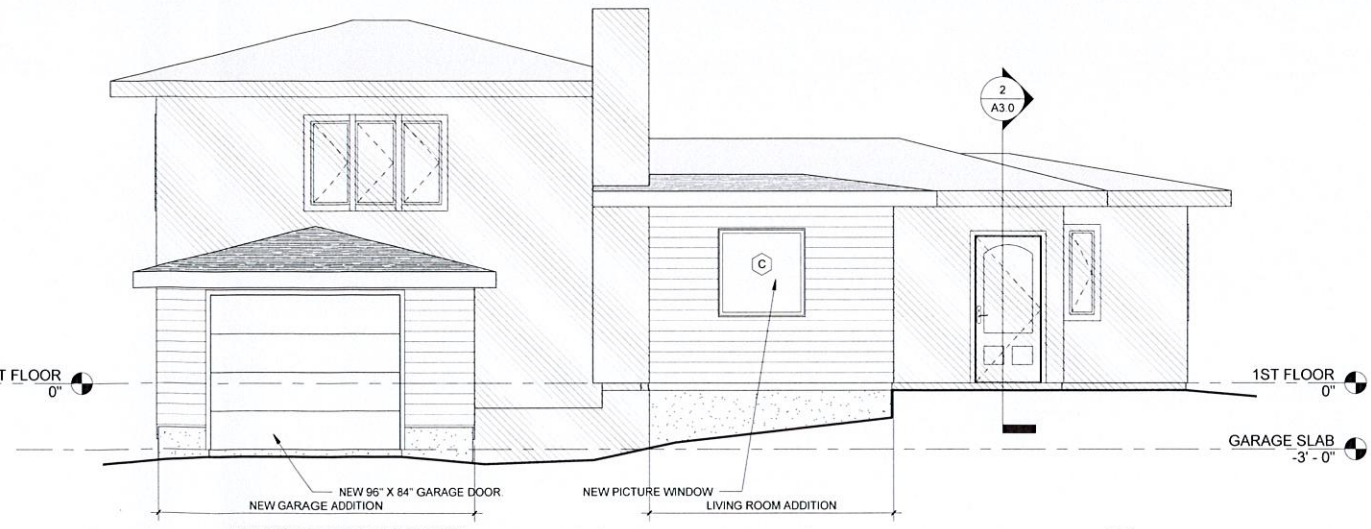 2
A3.0
C
T FLOOR
0"
1ST FLOOR
0"
GARAGE SLAB
-3' - 0"
NEW 96" X 84" GARAGE DOOR
NEW GARAGE ADDITION
NEW PICTURE WINDOW
LIVING ROOM ADDITION